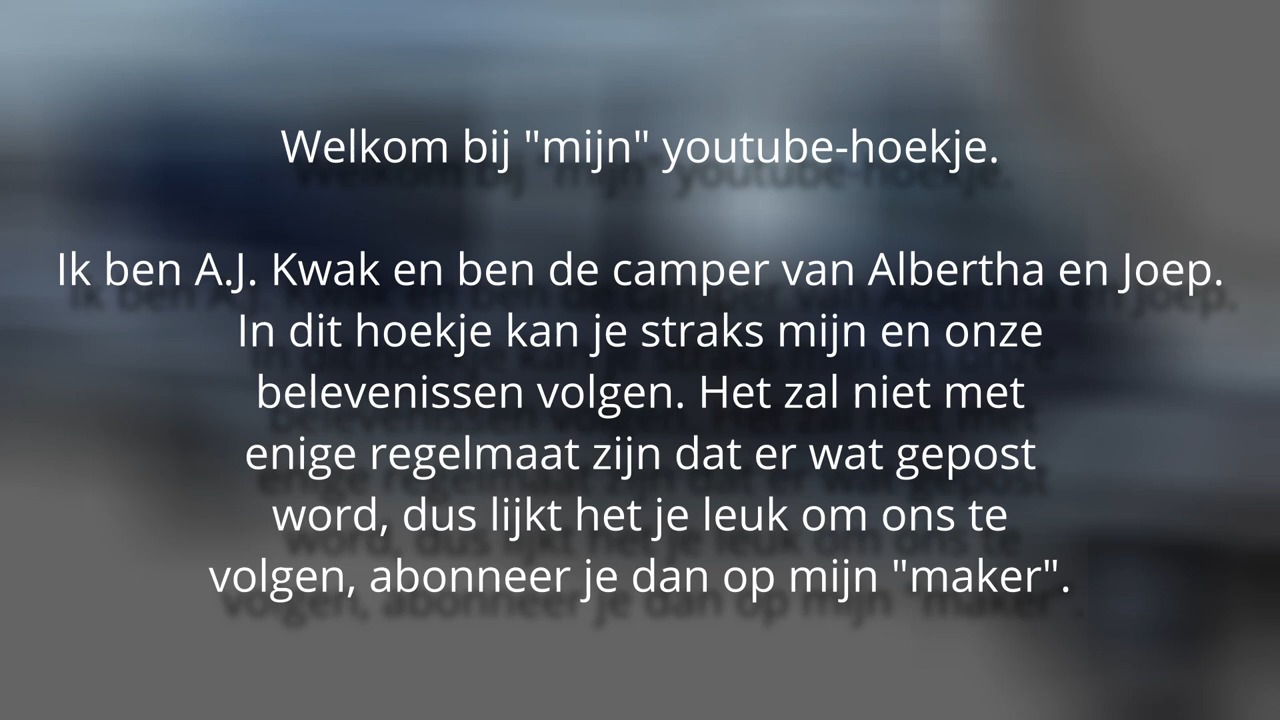 Welkom bij "mijn" youtube-hoekje.
Ik ben A.J. Kwak en ben de camper van Albertha en Joep.
In dit hoekje kan je straks mijn en onze
belevenissen volgen. Het zal niet met
enige regelmaat zijn dat er wat gepost
word, dus lijkt het je leuk om ons te
volgen, abonneer je dan op mijn "maker".